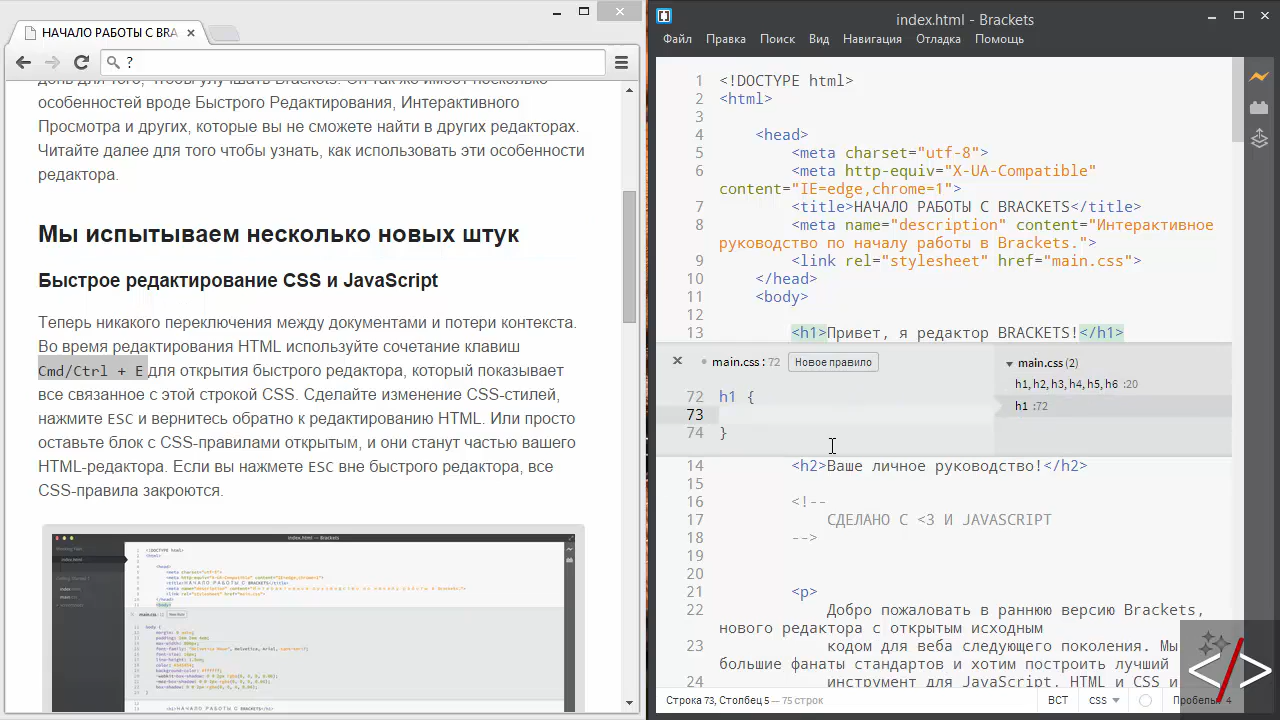 НАЧАЛО РАБОТЫ С BRA
?
особенностей вроде Быстрого Редактирования, Интерактивного
Просмотра и других, которые вы не сможете найти в других редакторах.
Читайте далее для того чтобы узнать, как использовать эти особенности
редактора.
Мы испытываем несколько новых штук
Быстрое редактирование CSS и JavaScript
Теперь никакого переключения между документами и потери контекста.
Во время редактирования HTML используйте сочетание клавиш
Cmd/Ctrl + E для открытия быстрого редактора, который показывает
все связанное с этой строкой CSS. Сделайте изменение CSS-стилей,
нажмите ESC и вернитесь обратно к редактированию HTML. Или просто
оставьте блок с CSS-правилами открытым, и они станут частью вашего
HTML-редактора. Если вы нажмете ESC вне быстрого редактора, все
CSS-правила закроются.
index.html - Brackets
Файл Правка Поиск Вид Навигация Отладка Помощь
1 <!DOCTYPE html>
2 <html>
3
4 <head>
5 <meta charset="utf-8">
6 <meta http-equiv="X-UA-Compatible"
content="IE=edge,chrome=1">
7 <title>НАЧАЛО РАБОТЫ С BRACKETS</title>
8 <meta name="description" content="Интерактивное
руководство по началу работы в Brackets.">
9 <link rel="stylesheet" href="main.css">
10 </head>
11 <body>
12
13 <h1>Привет, я редактор BRACKETS!</h1>
main.css : 72 Новое правило
72 h1 {
73
74 }
main.css (2)
h1, h2, h3, h4, h5, h6 :20
h1 :72
14 <h2>Ваше личное руководство!</h2>
15
16 <!--
17 СДЕЛАНО С <3 И JAVASCRIPT
18 -->
19
20
21 <p>
22 Добро пожаловать в раннюю версию Brackets,
нового редактора с открытым исходным
23 кодом для веба следующего поколения. Мы
большие фанаты
24 инструмент для JavaScript, HTML и CSS и
Строка 73, Столбец 5 — 75 строк
ВСТ CSS Пробелы: 4